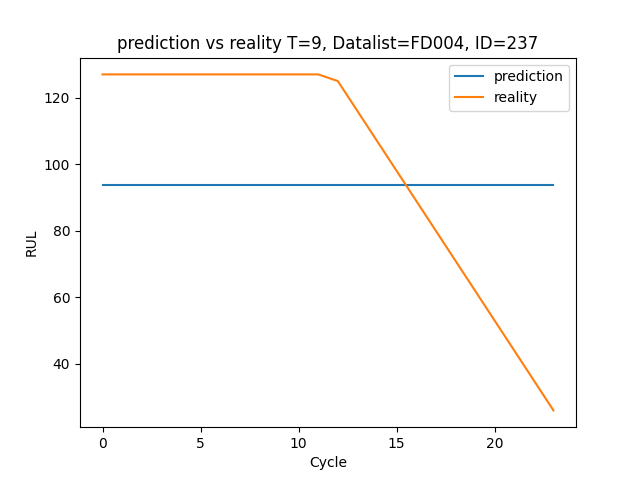 prediction vs reality T=9, Datalist=FD004, ID=237
prediction
reality
120
100
80
60
40
RUL
0 5 10 15 20
Cycle